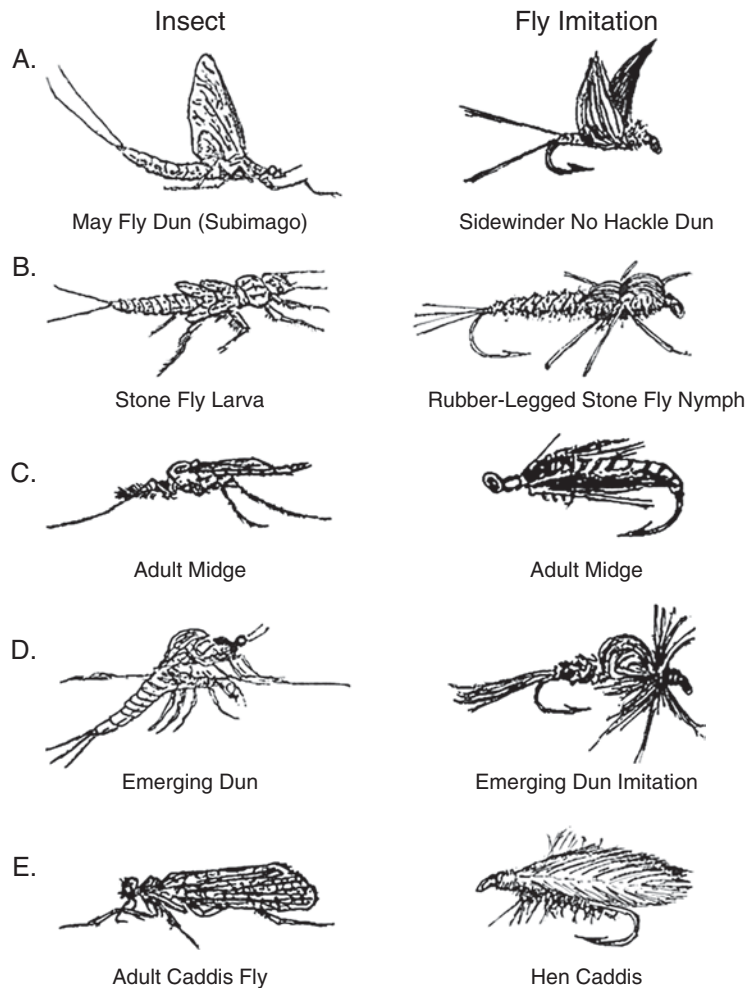 Insect Fly Imitation
A.
May Fly Dun (Subimago) Sidewinder No Hackle Dun
B.
Stone Fly Larva Rubber-Legged Stone Fly Nymph
C.
Adult Midge Adult Midge
D.
Emerging Dun Emerging Dun Imitation
E.
Adult Caddis Fly Hen Caddis